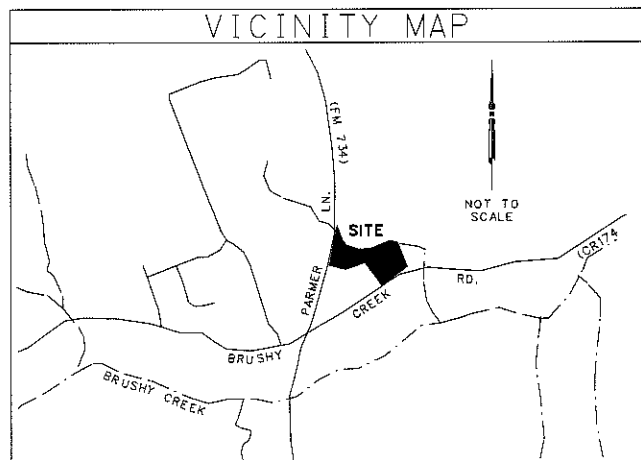 VICINITY MAP
(FM 734)
LN.
NOT TO
SCALE
SITE
(CR174
PARMER
CREEK
RD.
BRUSHY
BRUSHY CREEK